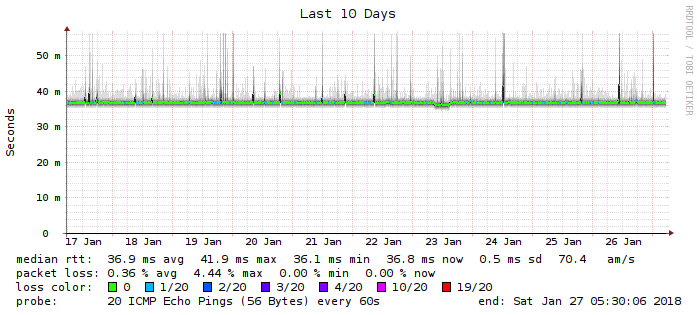 Last 10 Days
RRDTOOL / TOBI OETIKER
Seconds
50 m
40 m
30 m
20 m
10 m
0
17 Jan 18 Jan 19 Jan 20 Jan 21 Jan 22 Jan 23 Jan 24 Jan 25 Jan 26 Jan
median rtt: 36.9 ms avg 41.9 ms max 36.1 ms min 36.8 ms now 0.5 ms sd 70.4 am/s
packet loss: 0.36 % avg 4.44 % max 0.00 % min 0.00 % now
loss color: 0 1/20 2/20 3/20 4/20 10/20 19/20
probe: 20 ICMP Echo Pings (56 Bytes) every 60s end: Sat Jan 27 05:30:06 2018